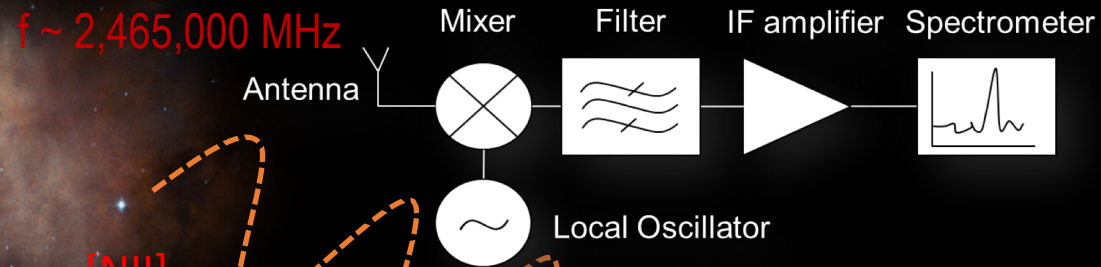 f ~ 2,465,000 MHz
Mixer
Filter
IF amplifier
Spectrometer
Antenna
Local Oscillator